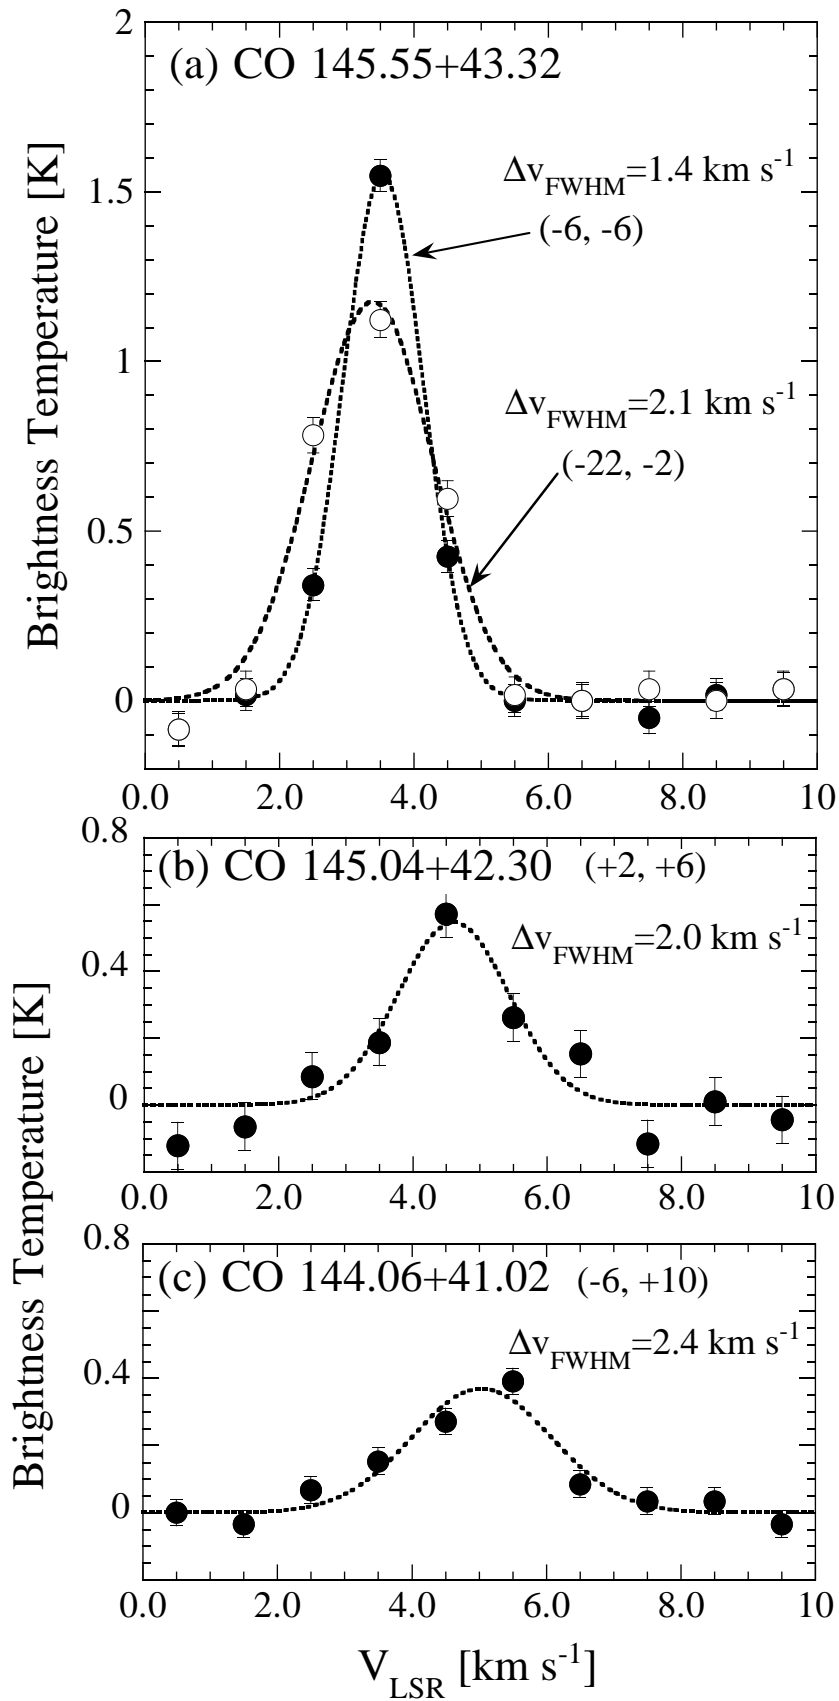 2
(a) CO 145.55+43.32
Δv_FWHM=1.4 km s⁻¹
1.5
(-6, -6)
1
Δv_FWHM=2.1 km s⁻¹
(-22, -2)
0.5
0
0.0 2.0 4.0 6.0 8.0 10
Brightness Temperature [K]
0.8
(b) CO 145.04+42.30 (+2, +6)
Δv_FWHM=2.0 km s⁻¹
0.4
0
0.0 2.0 4.0 6.0 8.0 10
0.8
(c) CO 144.06+41.02 (-6, +10)
Δv_FWHM=2.4 km s⁻¹
0.4
0
0.0 2.0 4.0 6.0 8.0 10
Brightness Temperature [K]
V_LSR [km s⁻¹]